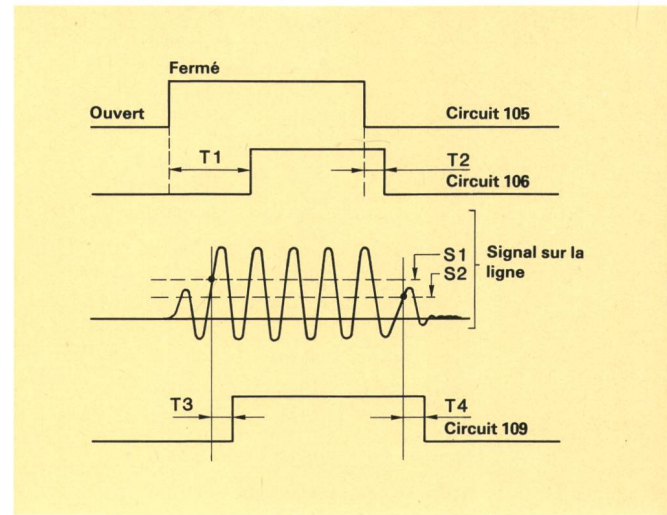 Fermé
Ouvert
Circuit 105
T1
T2
Circuit 106
S1
S2
Signal sur la
ligne
T3
T4
Circuit 109